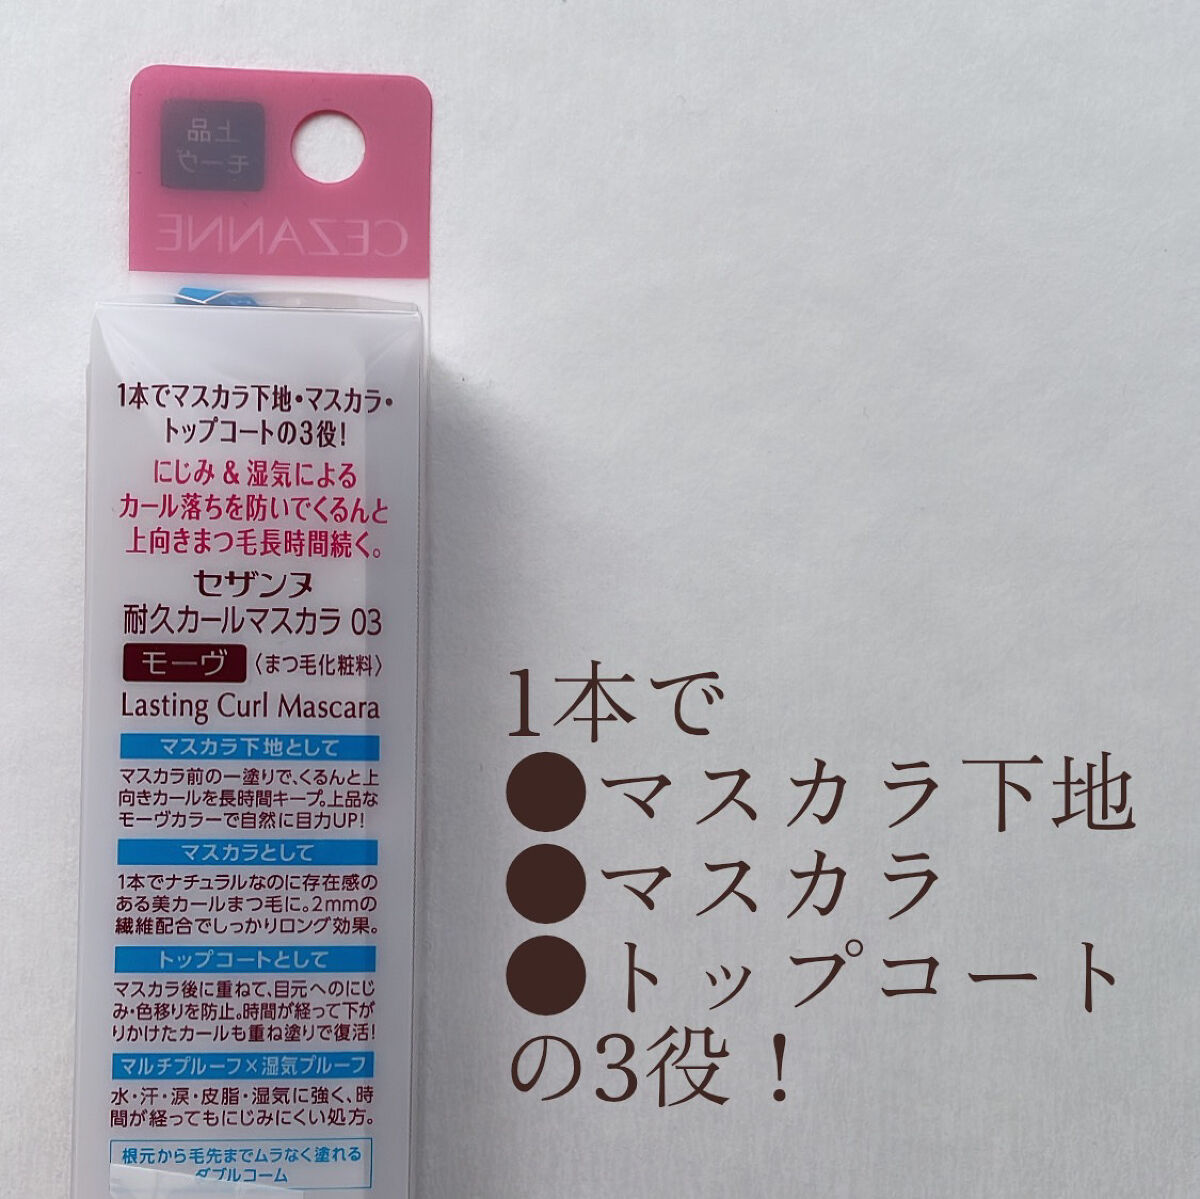 上品
モーヴ
CEZANNE
1本でマスカラ下地・マスカラ・
トップコートの3役!
にじみ & 湿気による
カール落ちを防いでくるんと
上向きまつ毛長時間続く。
セザンヌ
耐久カールマスカラ 03
モーヴ 〈まつ毛化粧料〉
Lasting Curl Mascara
マスカラ下地として
マスカラ前の一塗りで、くるんと上
向きカールを長時間キープ。上品な
モーヴカラーで自然に目力UP!
マスカラとして
1本でナチュラルなのに存在感の
ある美カールまつ毛に。2mmの
繊維配合でしっかりロング効果。
トップコートとして
マスカラ後に重ねて、目元へのにじ
み・色移りを防止。時間が経って下が
りかけたカールも重ね塗りで復活!
マルチプルーフ×湿気プルーフ
水・汗・涙・皮脂・湿気に強く、時
間が経ってもにじみにくい処方。
根元から毛先までムラなく塗れる
ダブルコーム
1本で
●マスカラ下地
●マスカラ
●トップコート
の3役！